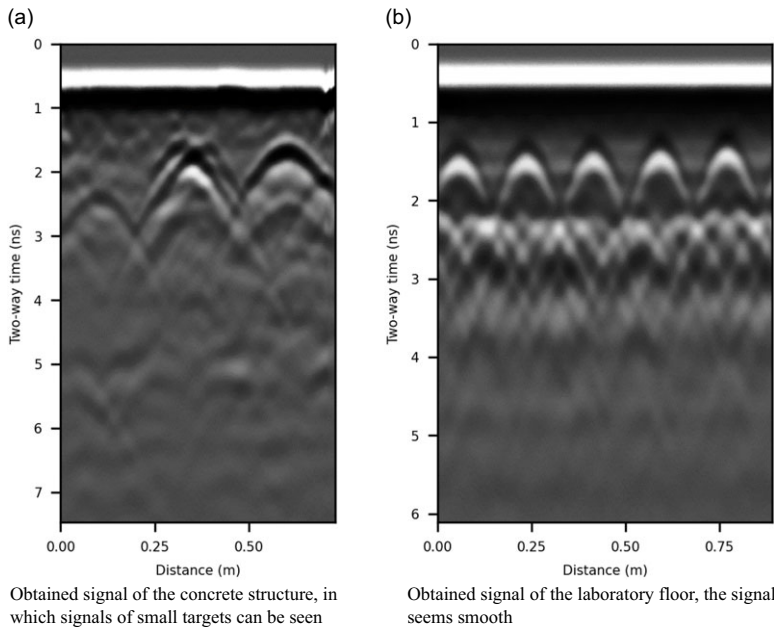 (a)
0
1
2
3
4
5
6
7
Two-way time (ns)
0.00 0.25 0.50
Distance (m)
Obtained signal of the concrete structure, in
which signals of small targets can be seen
(b)
0
1
2
3
4
5
6
Two-way time (ns)
0.00 0.25 0.50 0.75
Distance (m)
Obtained signal of the laboratory floor, the signal
seems smooth